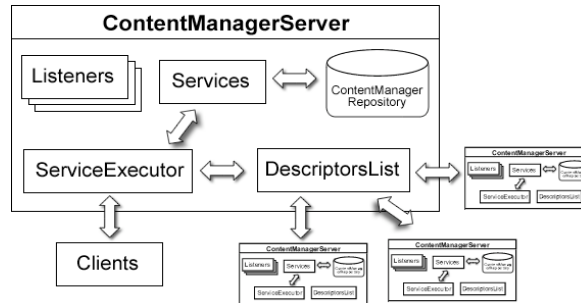 ContentManagerServer
Listeners
Services
ContentManager
Repository
ServiceExecutor
DescriptorsList
Clients
ContentManagerServer
Listeners
Services
ServiceExecutor
DescriptorsList
ContentManagerServer
Listeners
Services
ServiceExecutor
DescriptorsList
ContentManagerServer
Listeners
Services
ServiceExecutor
DescriptorsList